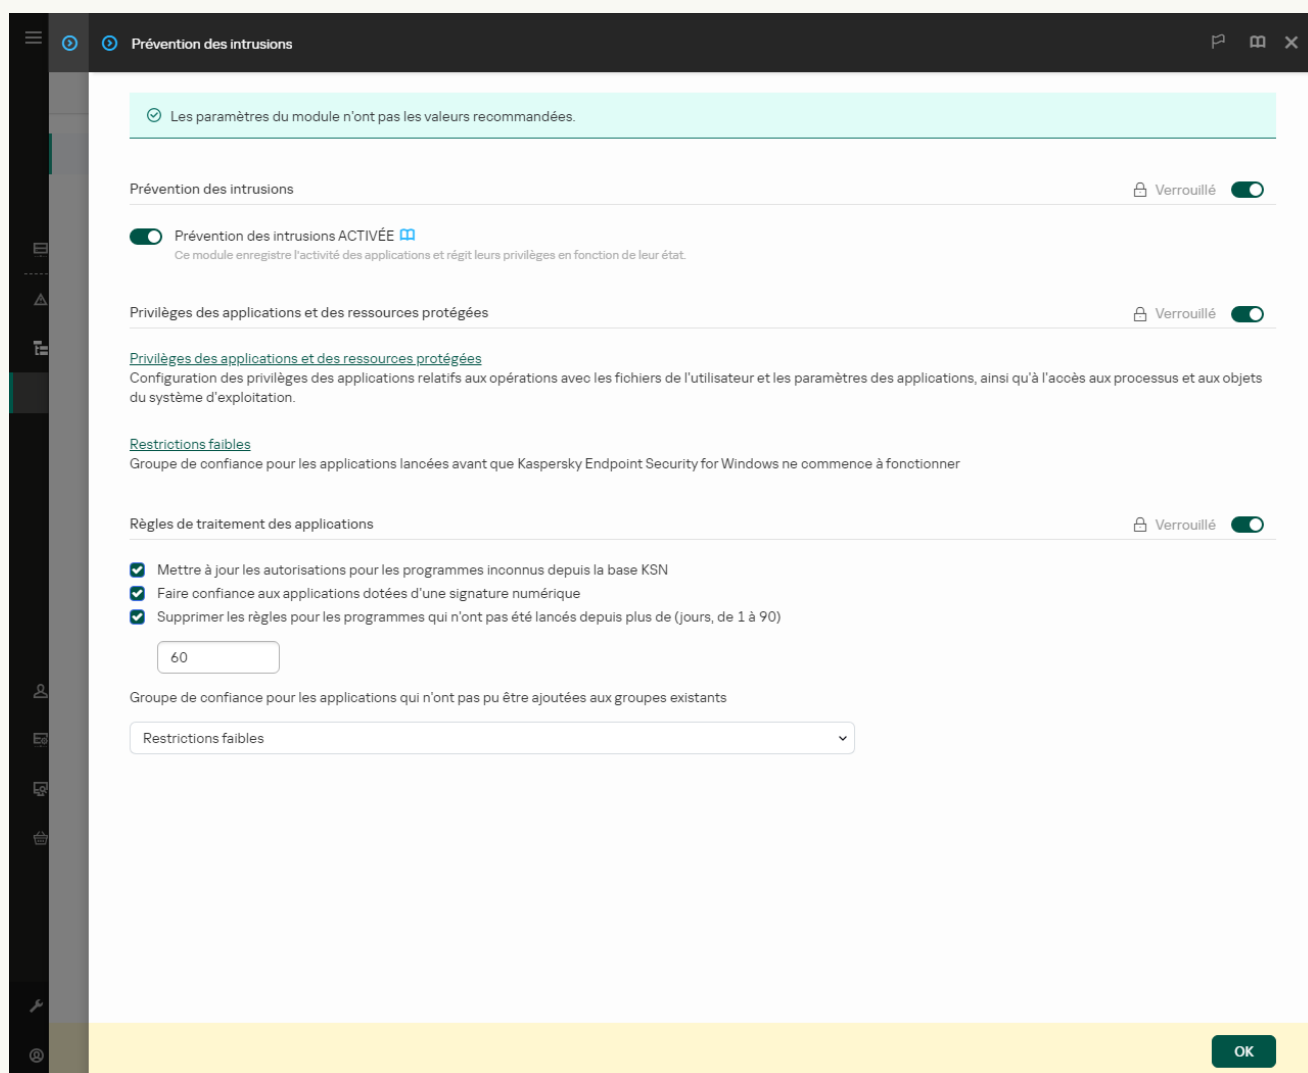 Prévention des intrusions
Les paramètres du module n'ont pas les valeurs recommandées.
Prévention des intrusions
Verrouillé
Prévention des intrusions ACTIVÉE
Ce module enregistre l'activité des applications et régit leurs privilèges en fonction de leur état.
Privilèges des applications et des ressources protégées
Verrouillé
Privilèges des applications et des ressources protégées
Configuration des privilèges des applications relatifs aux opérations avec les fichiers de l'utilisateur et les paramètres des applications, ainsi qu'à l'accès aux processus et aux objets
du système d'exploitation.
Restrictions faibles
Groupe de confiance pour les applications lancées avant que Kaspersky Endpoint Security for Windows ne commence à fonctionner
Règles de traitement des applications
Verrouillé
Mettre à jour les autorisations pour les programmes inconnus depuis la base KSN
Faire confiance aux applications dotées d'une signature numérique
Supprimer les règles pour les programmes qui n'ont pas été lancés depuis plus de (jours, de 1 à 90)
60
Groupe de confiance pour les applications qui n'ont pas pu être ajoutées aux groupes existants
Restrictions faibles
OK